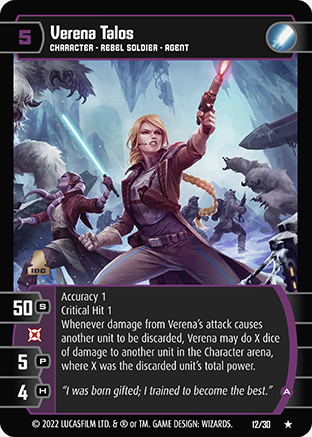 5 Verena Talos
CHARACTER • REBEL SOLDIER • AGENT
IDC
50 S
5 P
4 H
Accuracy 1
Critical Hit 1
Whenever damage from Verena's attack causes
another unit to be discarded, Verena may do X dice
of damage to another unit in the Character arena,
where X was the discarded unit's total power.
"I was born gifted; I trained to become the best."
A
© 2022 LUCASFILM LTD. & ® or TM. GAME DESIGN: WIZARDS. 12/30